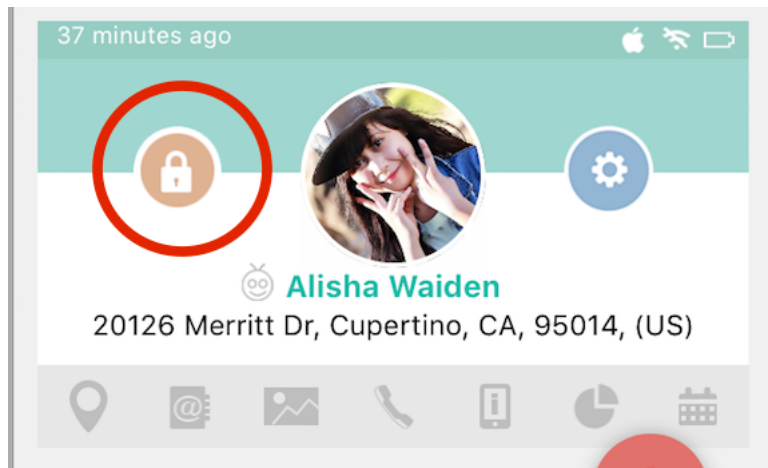 37 minutes ago
Alisha Waiden
20126 Merritt Dr, Cupertino, CA, 95014, (US)